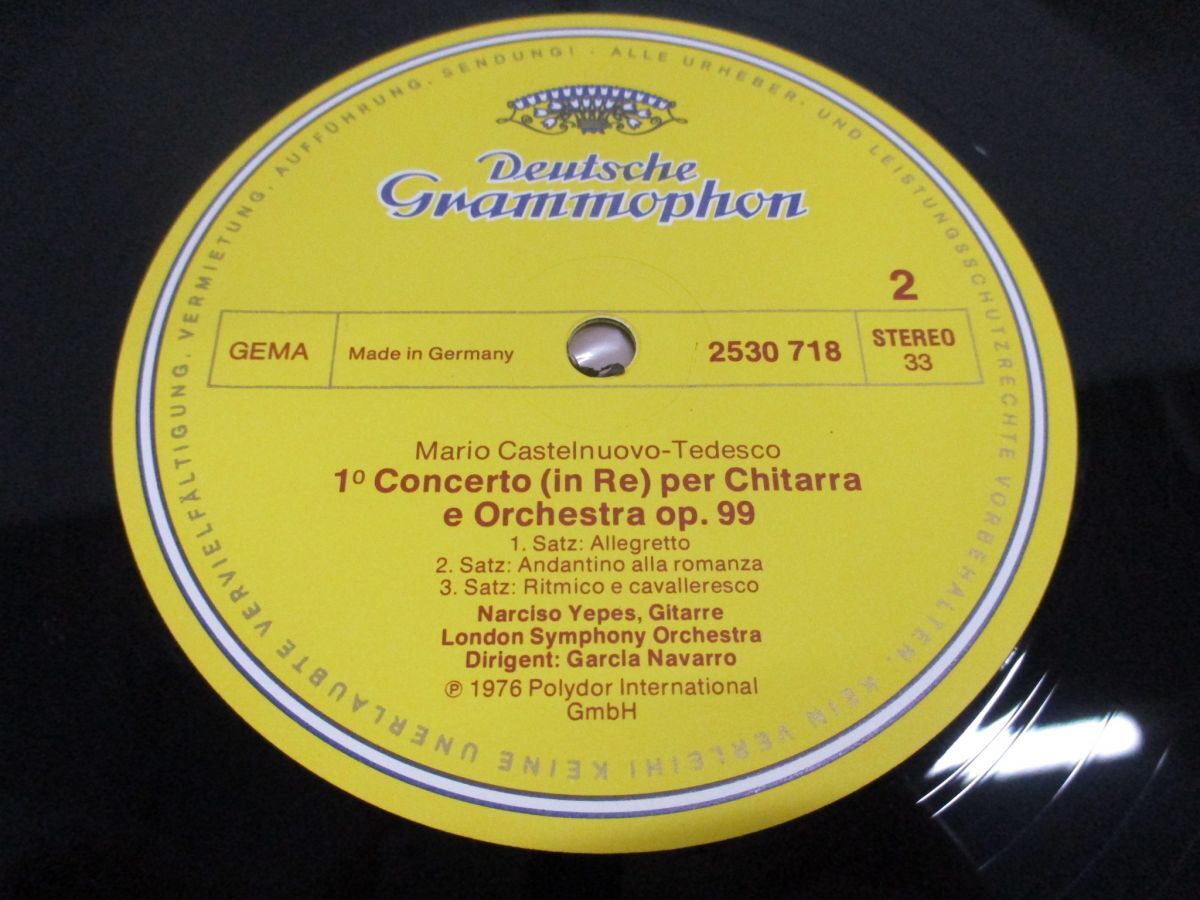 KEIN VERLEIH! KEINE UNERLAUBTE VERVIELFÄLTIGUNG, VERMIETUNG, AUFFÜHRUNG, SENDUNG! · ALLE URHEBER- UND LEISTUNGSSCHUTZRECHTE VORBEHALTEN.
Deutsche
Grammophon
2
GEMA
Made in Germany
2530 718
STEREO
33
Mario Castelnuovo-Tedesco
1º Concerto (in Re) per Chitarra
e Orchestra op. 99
1. Satz: Allegretto
2. Satz: Andantino alla romanza
3. Satz: Ritmico e cavalleresco
Narciso Yepes, Gitarre
London Symphony Orchestra
Dirigent: García Navarro
℗ 1976 Polydor International
GmbH